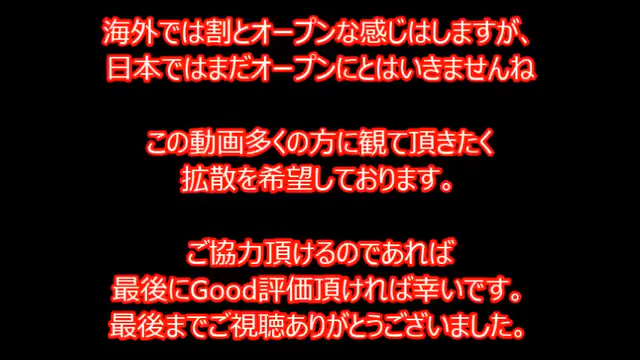 海外では割とオープンな感じはしますが、
日本ではまだオープンにとはいきませんね
この動画多くの方に観て頂きたく
拡散を希望しております。
ご協力頂けるのであれば
最後にGood評価頂ければ幸いです。
最後までご視聴ありがとうございました。